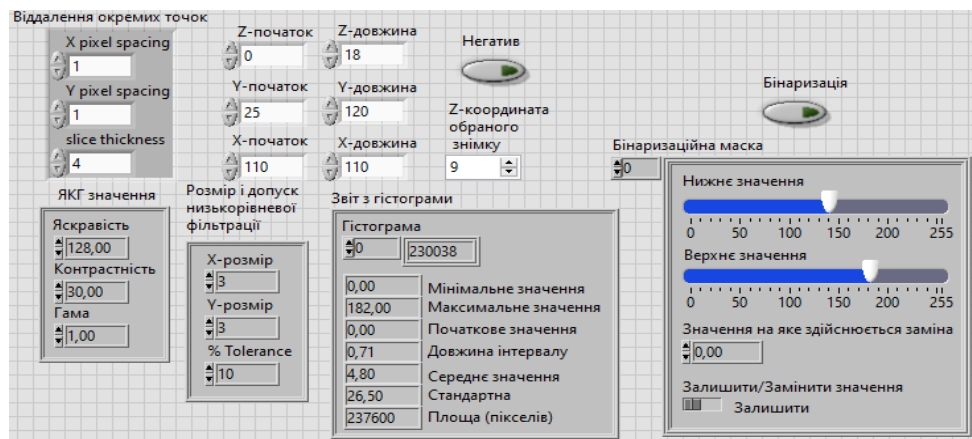 Віддалення окремих точок
X pixel spacing
1
Y pixel spacing
1
slice thickness
4
Z-початок
0
Y-початок
25
X-початок
110
Z-довжина
18
Y-довжина
120
X-довжина
110
Негатив
Z-координата
обраного
знімку
9
Бінаризація
Бінаризаційна маска
0
Нижнє значення
0 50 100 150 200 255
Верхнє значення
0 50 100 150 200 255
Значення на яке здійснюється заміна
0,00
Залишити/Замінити значення
Залишити
ЯКГ значення
Яскравість
128,00
Контрастність
30,00
Гама
1,00
Розмір і допуск
низькорівневої
фільтрації
X-розмір
3
Y-розмір
3
% Tolerance
10
Звіт з гістограми
Гістограма
0 230038
0,00 Мінімальне значення
182,00 Максимальне значення
0,00 Початкове значення
0,71 Довжина інтервалу
4,80 Середнє значення
26,50 Стандартна
237600 Площа (пікселів)